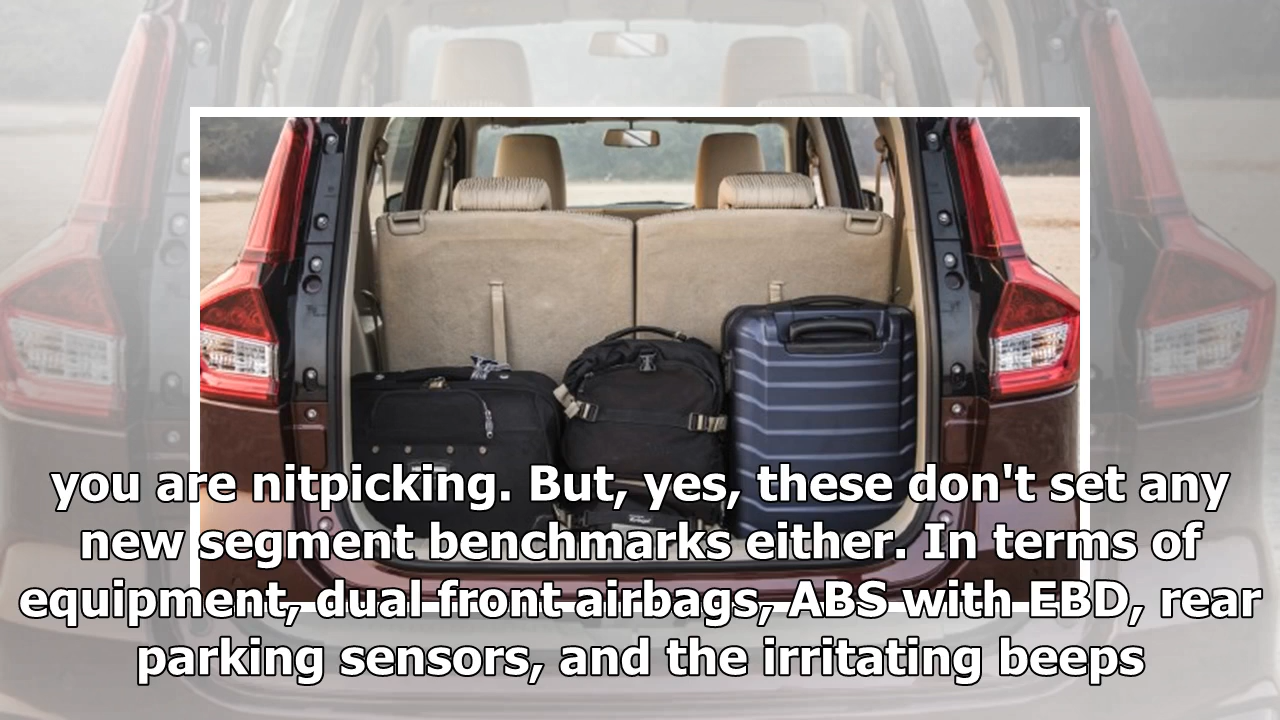 you are nitpicking. But, yes, these don't set any
new segment benchmarks either. In terms of
equipment, dual front airbags, ABS with EBD, rear
parking sensors, and the irritating beeps